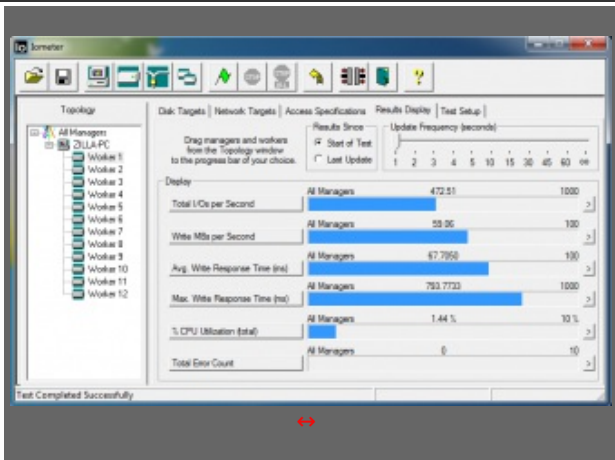 Iometer
Topology
All Managers
ZILLA-PC
Worker 1
Worker 2
Worker 3
Worker 4
Worker 5
Worker 6
Worker 7
Worker 8
Worker 9
Worker 10
Worker 11
Worker 12
Disk Targets | Network Targets | Access Specifications | Results Display | Test Setup
Drag managers and workers
from the Topology window
to the progress bar of your choice.
Results Since
Start of Test
Last Update
Update Frequency (seconds)
1 2 3 4 5 10 15 30 45 60 oo
Display
All Managers 472.51 1000
Total I/Os per Second
All Managers 59.06 100
Write MBs per Second
All Managers 67.7050 100
Avg. Write Response Time (ms)
All Managers 793.7733 1000
Max. Write Response Time (ms)
All Managers 1.44 % 10 %
% CPU Utilization (total)
All Managers 0 10
Total Error Count
Test Completed Successfully